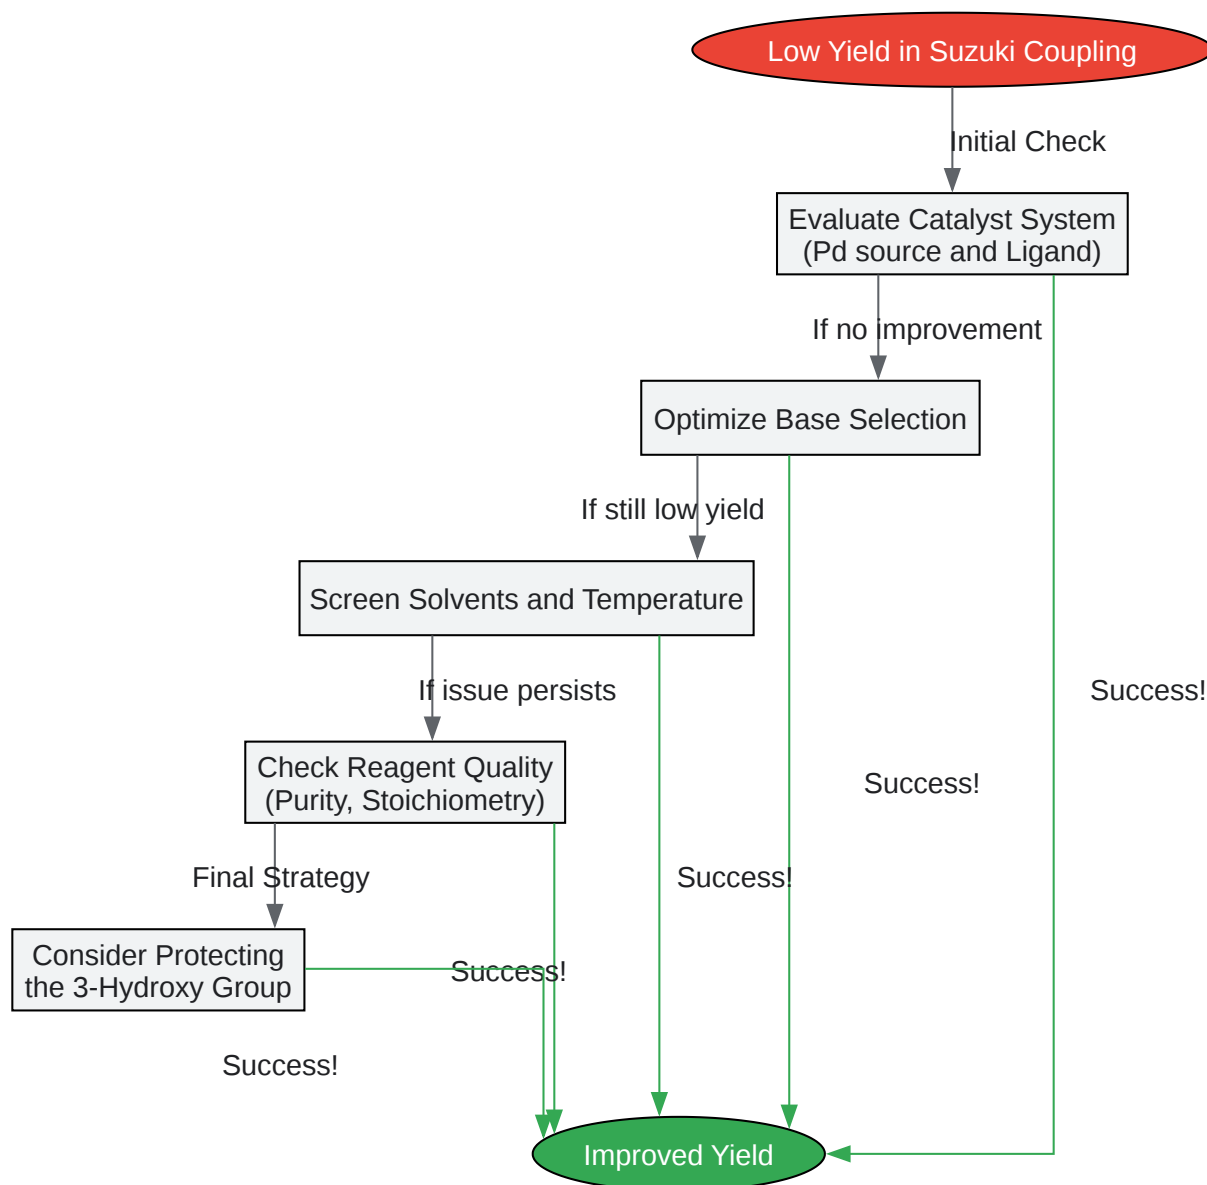 Low Yield in Suzuki Coupling
Initial Check
Evaluate Catalyst System
(Pd source and Ligand)
If no improvement
Optimize Base Selection
If still low yield
Screen Solvents and Temperature
If issue persists
Success!
Check Reagent Quality
(Purity, Stoichiometry)
Success!
Final Strategy
Success!
Consider Protecting
the 3-Hydroxy Group
Success!
Success!
Improved Yield